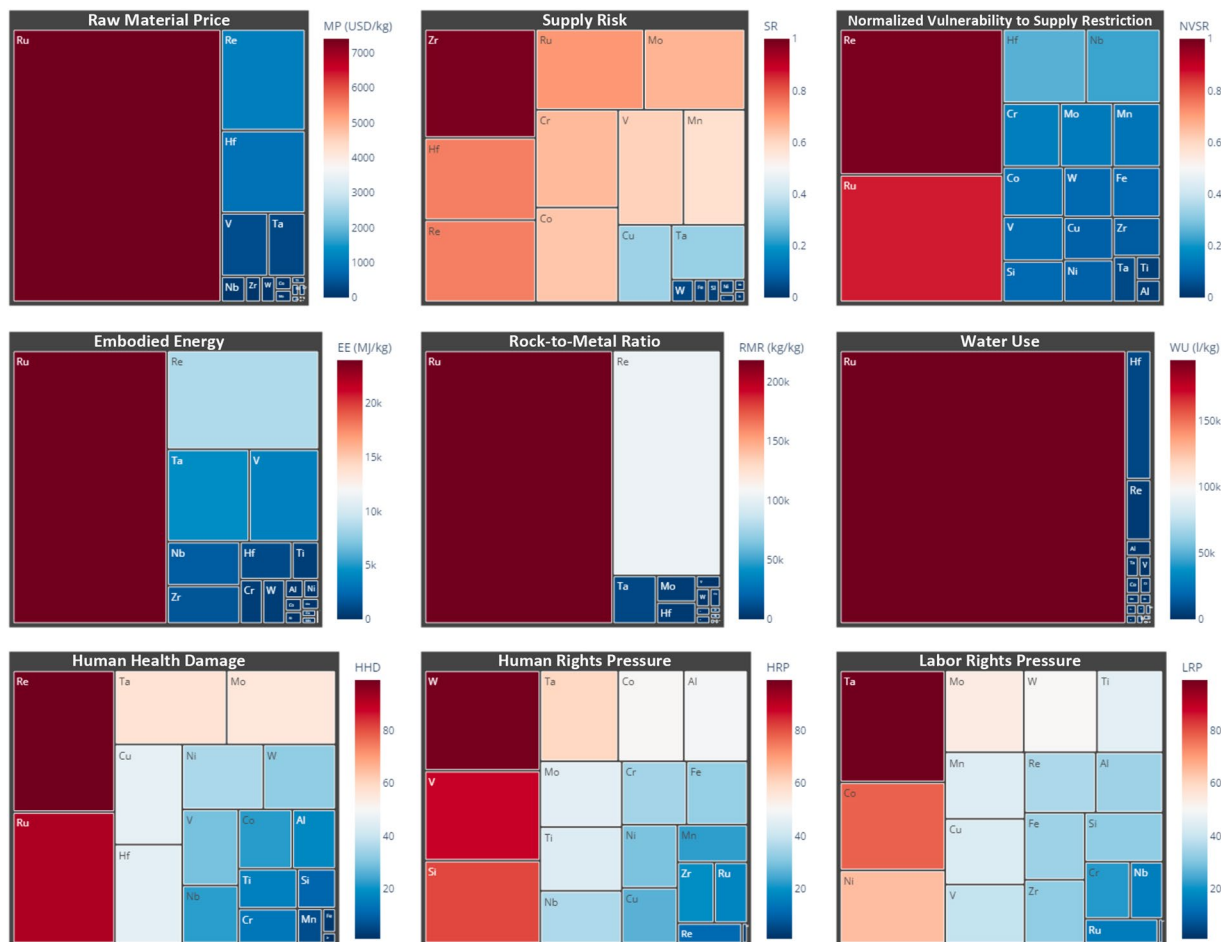 Raw Material Price
MP (USD/kg)
Ru
Re
Hf
V
Ta
Nb
Zr
W
Co
7000
6000
5000
4000
3000
2000
1000
0
Supply Risk
SR
Zr
Ru
Mo
Hf
Cr
V
Mn
Re
Co
Cu
Ta
W
Fe
Si
Ni
1
0.8
0.6
0.4
0.2
0
Normalized Vulnerability to Supply Restriction
NVSR
Re
Hf
Nb
Cr
Mo
Mn
Ru
Co
W
Fe
V
Cu
Zr
Si
Ni
Ta
Ti
Al
1
0.8
0.6
0.4
0.2
0
Embodied Energy
EE (MJ/kg)
Ru
Re
Ta
V
Nb
Hf
Ti
Zr
Cr
W
Al
Ni
Co
20k
15k
10k
5k
0
Rock-to-Metal Ratio
RMR (kg/kg)
Ru
Re
Ta
Mo
V
W
Hf
200k
150k
100k
50k
0
Water Use
WU (l/kg)
Ru
Hf
Re
Al
Ta
V
Co
150k
100k
50k
0
Human Health Damage
HHD
Re
Ta
Mo
Cu
Ni
W
Ru
V
Co
Al
Hf
Ti
Si
Nb
Cr
Mn
Fe
80
60
40
20
Human Rights Pressure
HRP
W
Ta
Co
Al
V
Mo
Cr
Fe
Ti
Ni
Mn
Si
Zr
Ru
Nb
Cu
Re
80
60
40
20
Labor Rights Pressure
LRP
Ta
Mo
W
Ti
Mn
Re
Al
Co
Cu
Fe
Si
Ni
Cr
Nb
V
Zr
Ru
80
60
40
20